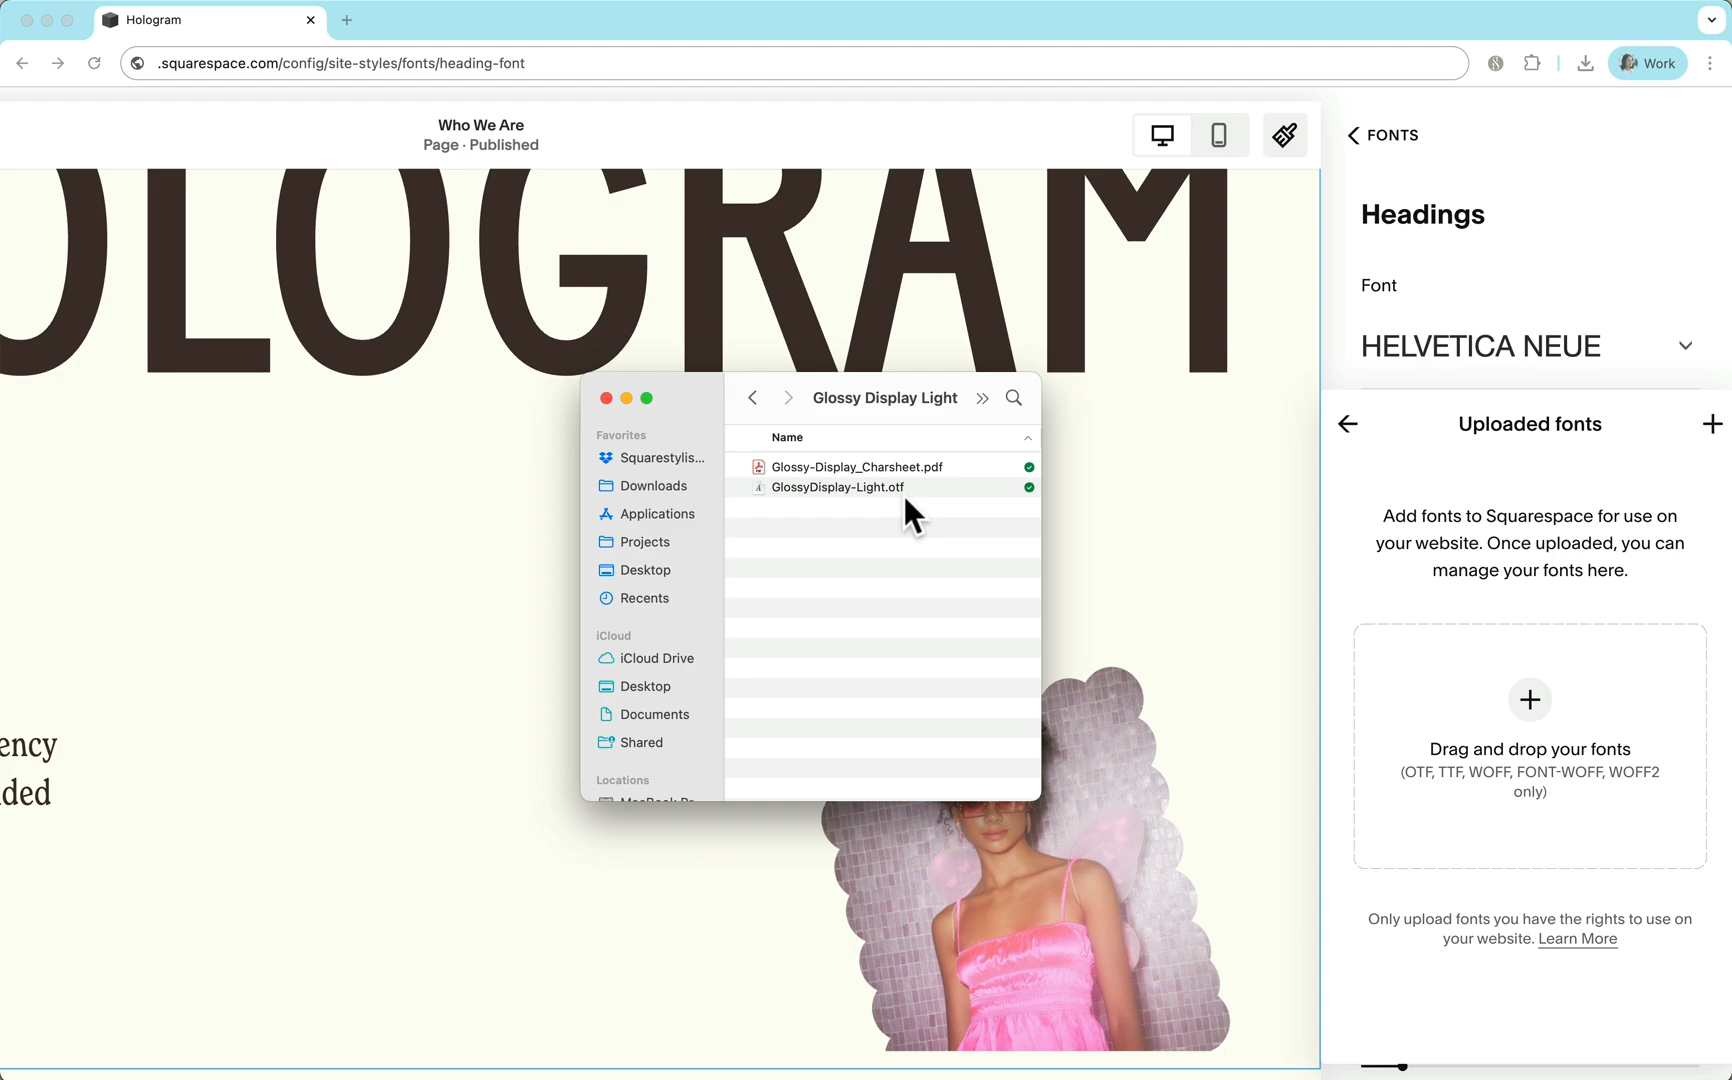 Hologram
.squarespace.com/config/site-styles/fonts/heading-font
Work
Who We Are
Page · Published
OLOGRAM
ency
ded
FONTS
Headings
Font
HELVETICA NEUE
Uploaded fonts
Add fonts to Squarespace for use on
your website. Once uploaded, you can
manage your fonts here.
Drag and drop your fonts
(OTF, TTF, WOFF, FONT-WOFF, WOFF2
only)
Only upload fonts you have the rights to use on
your website. Learn More
Glossy Display Light
Name
Glossy-Display_Charsheet.pdf
GlossyDisplay-Light.otf
Favorites
Squarestylis...
Downloads
Applications
Projects
Desktop
Recents
iCloud
iCloud Drive
Desktop
Documents
Shared
Locations